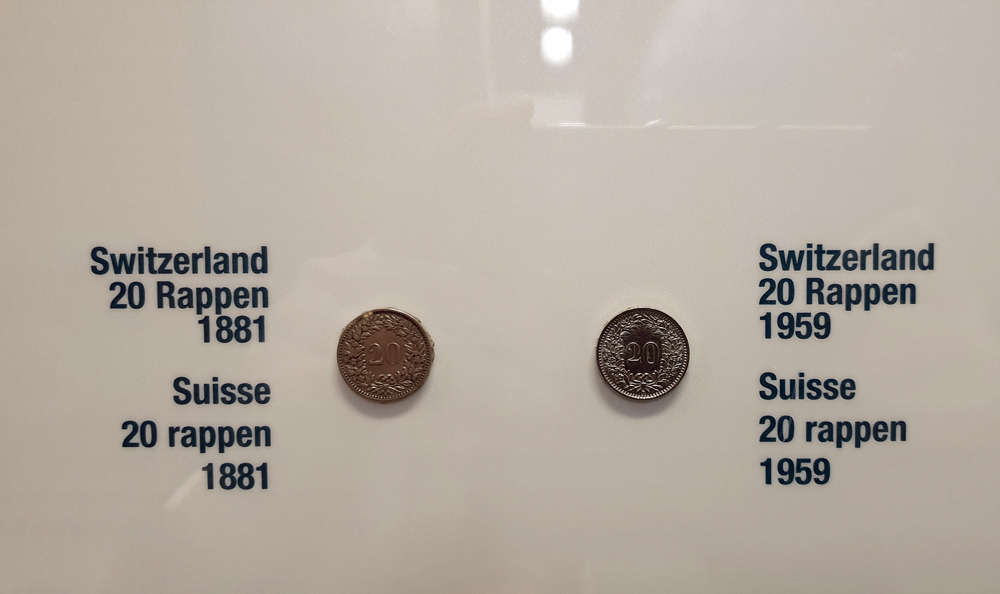 Switzerland
20 Rappen
1881
Suisse
20 rappen
1881
20
20
Switzerland
20 Rappen
1959
Suisse
20 rappen
1959